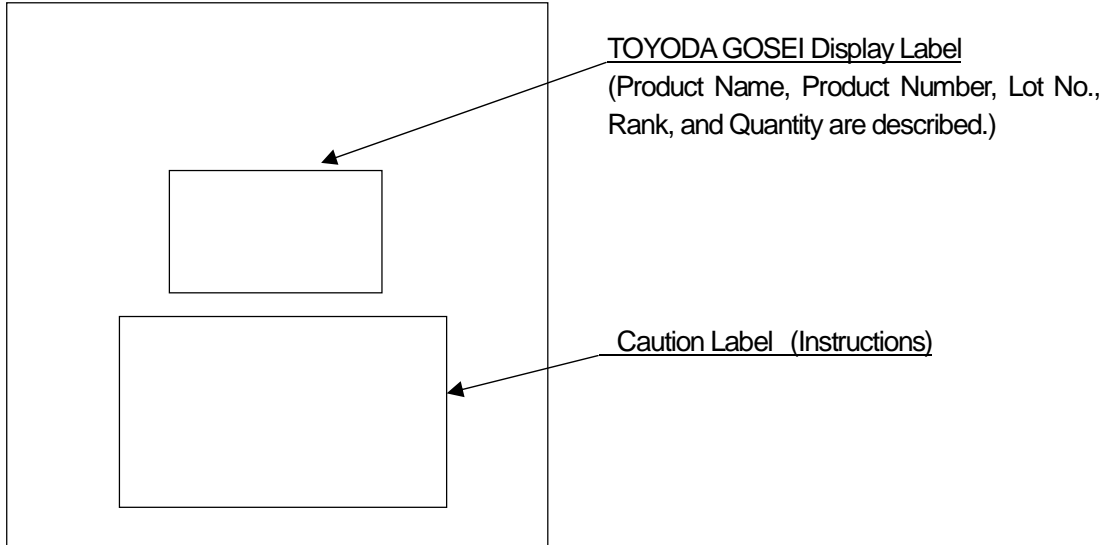 TOYODA GOSEI Display Label
(Product Name, Product Number, Lot No.,
Rank, and Quantity are described.)
Caution Label (Instructions)